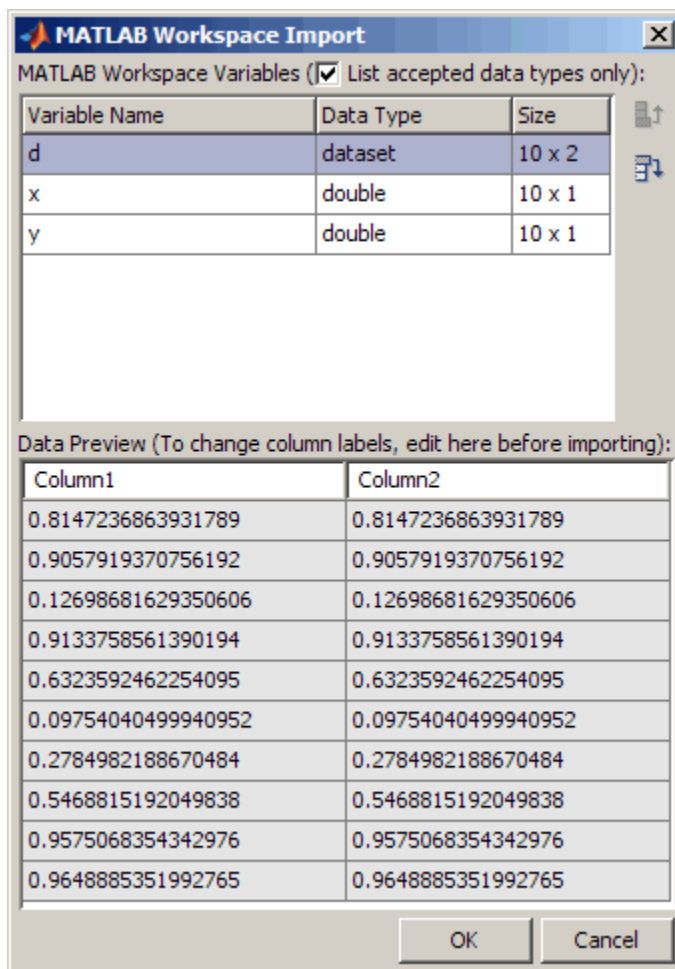 MATLAB Workspace Import
MATLAB Workspace Variables (List accepted data types only):
Variable Name Data Type Size
d dataset 10 x 2
x double 10 x 1
y double 10 x 1
Data Preview (To change column labels, edit here before importing):
Column1 Column2
0.8147236863931789 0.8147236863931789
0.9057919370756192 0.9057919370756192
0.12698681629350606 0.12698681629350606
0.9133758561390194 0.9133758561390194
0.6323592462254095 0.6323592462254095
0.09754040499940952 0.09754040499940952
0.2784982188670484 0.2784982188670484
0.5468815192049838 0.5468815192049838
0.9575068354342976 0.9575068354342976
0.9648885351992765 0.9648885351992765
OK Cancel